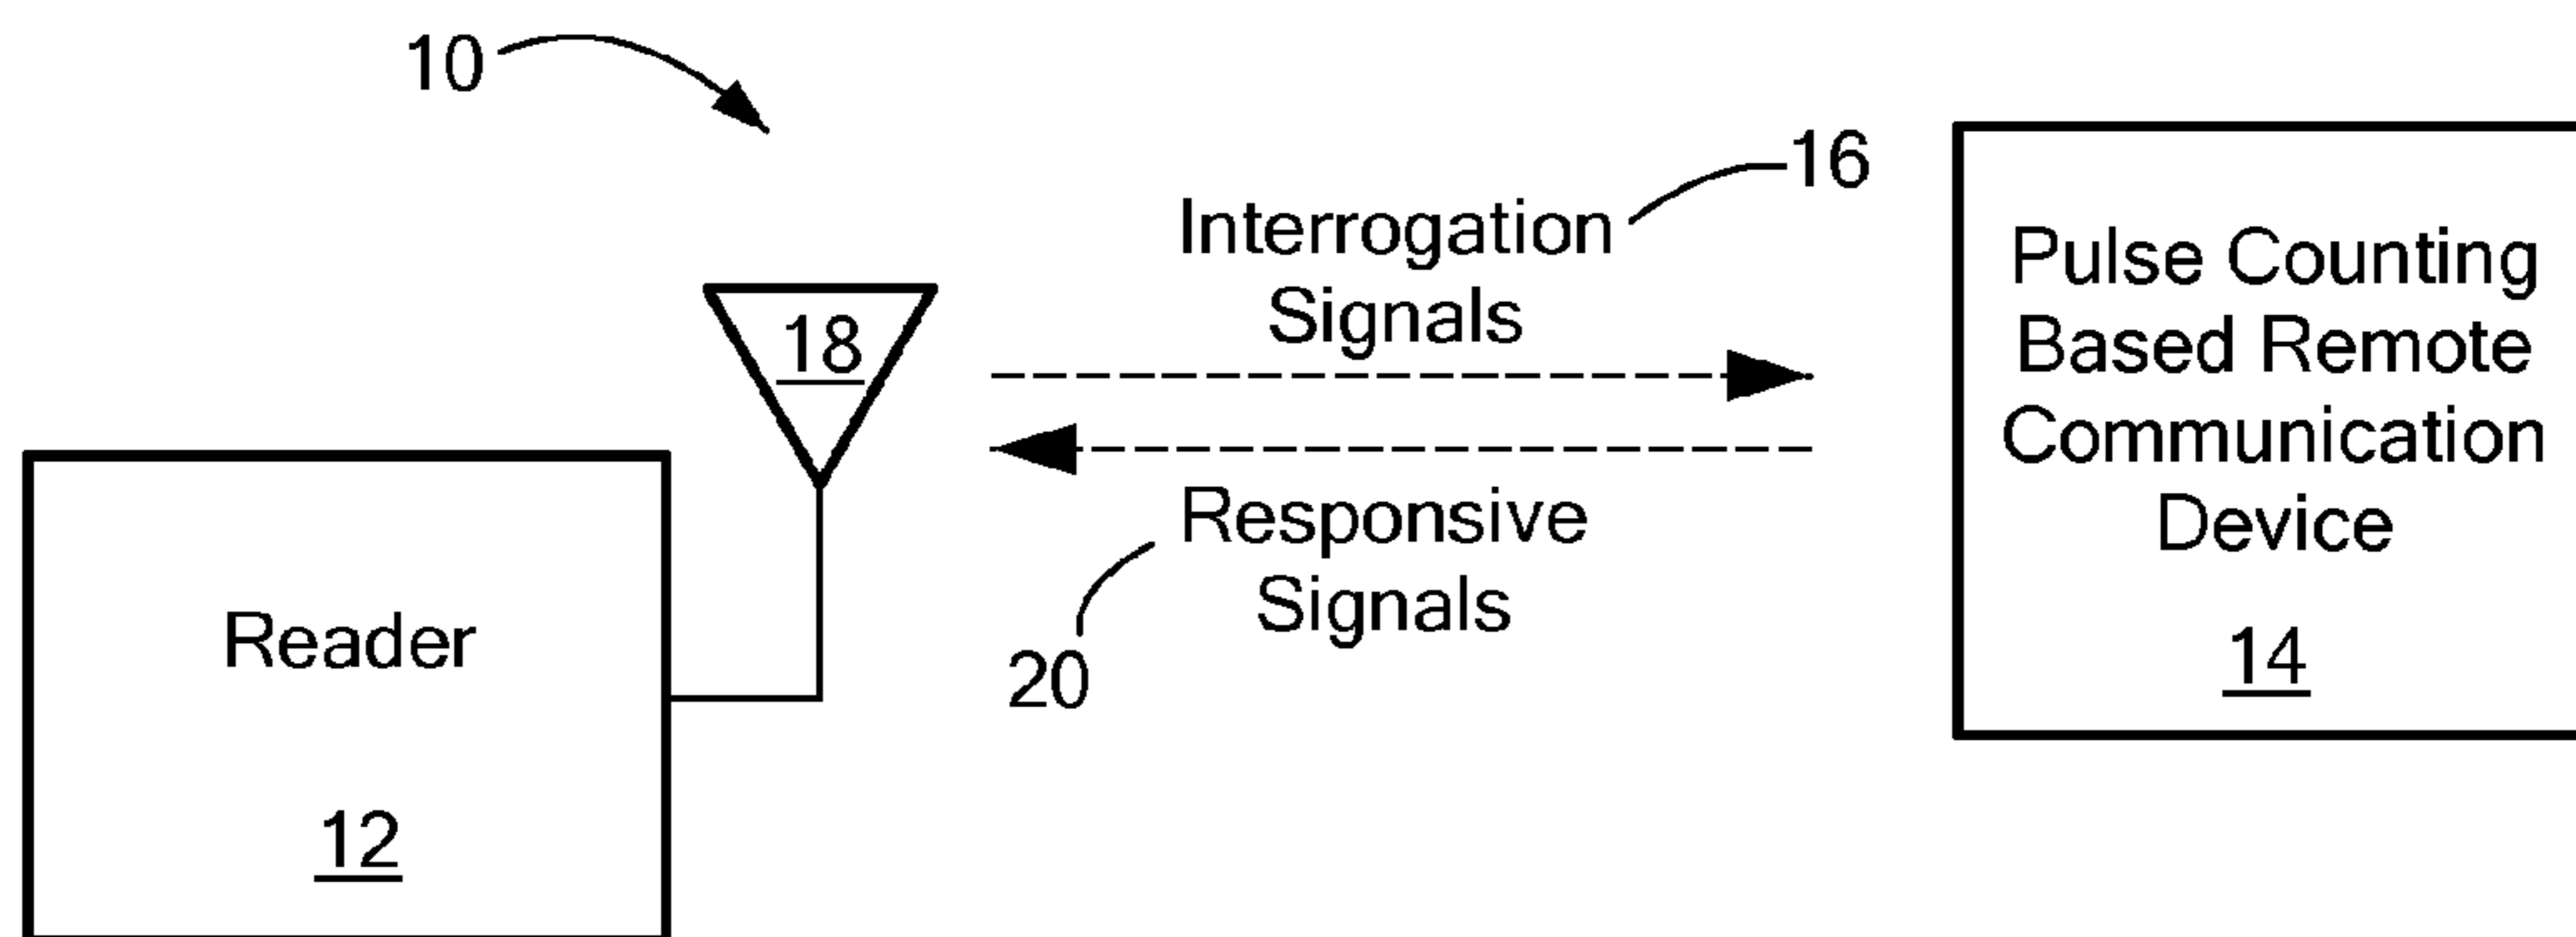 10
16
Interrogation
Signals
18
Responsive
Signals
20
Reader
12
Pulse Counting
Based Remote
Communication
Device
14